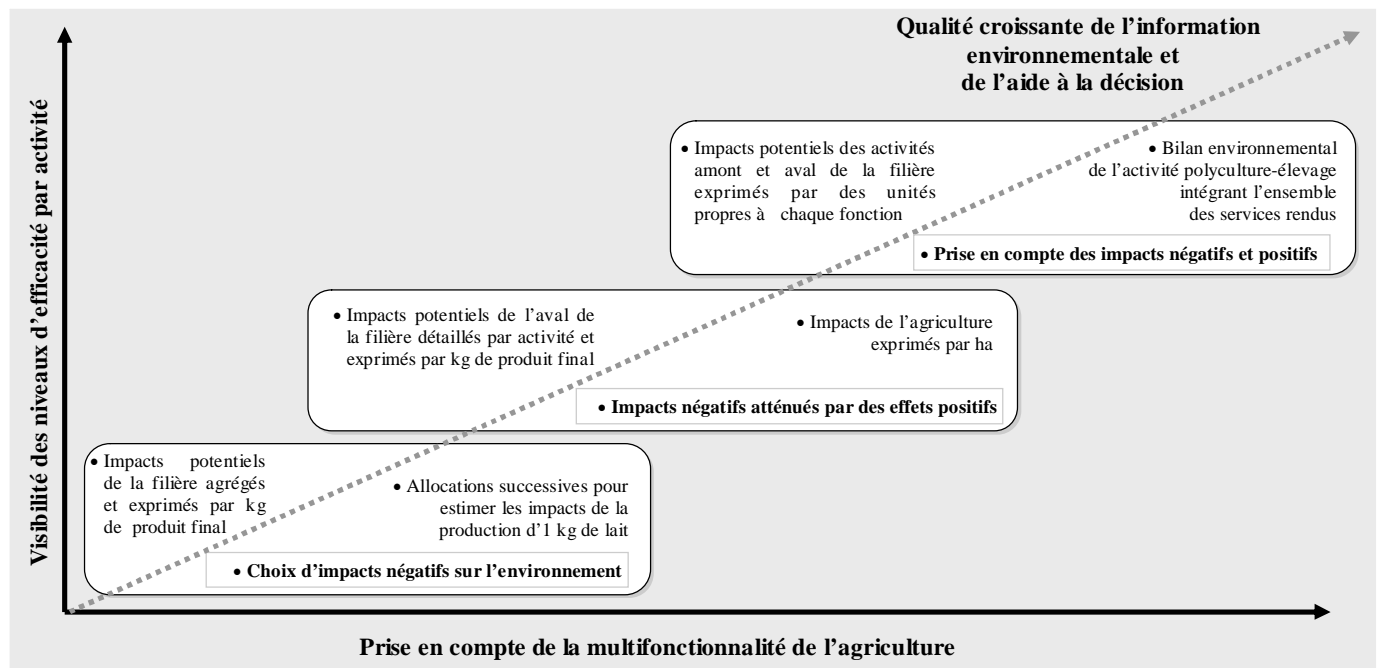 Qualité croissante de l'information
environnementale et
de l'aide à la décision
Visibilité des niveaux d'efficacité par activité
• Impacts potentiels des activités
amont et aval de la filière
exprimés par des unités
propres à chaque fonction
• Bilan environnemental
de l'activité polyculture-élevage
intégrant l'ensemble
des services rendus
• Prise en compte des impacts négatifs et positifs
• Impacts potentiels de l'aval de
la filière détaillés par activité et
exprimés par kg de produit final
• Impacts de l'agriculture
exprimés par ha
• Impacts négatifs atténués par des effets positifs
• Impacts potentiels
de la filière agrégés
et exprimés par kg
de produit final
• Allocations successives pour
estimer les impacts de la
production d'1 kg de lait
• Choix d'impacts négatifs sur l'environnement
Prise en compte de la multifonctionnalité de l'agriculture